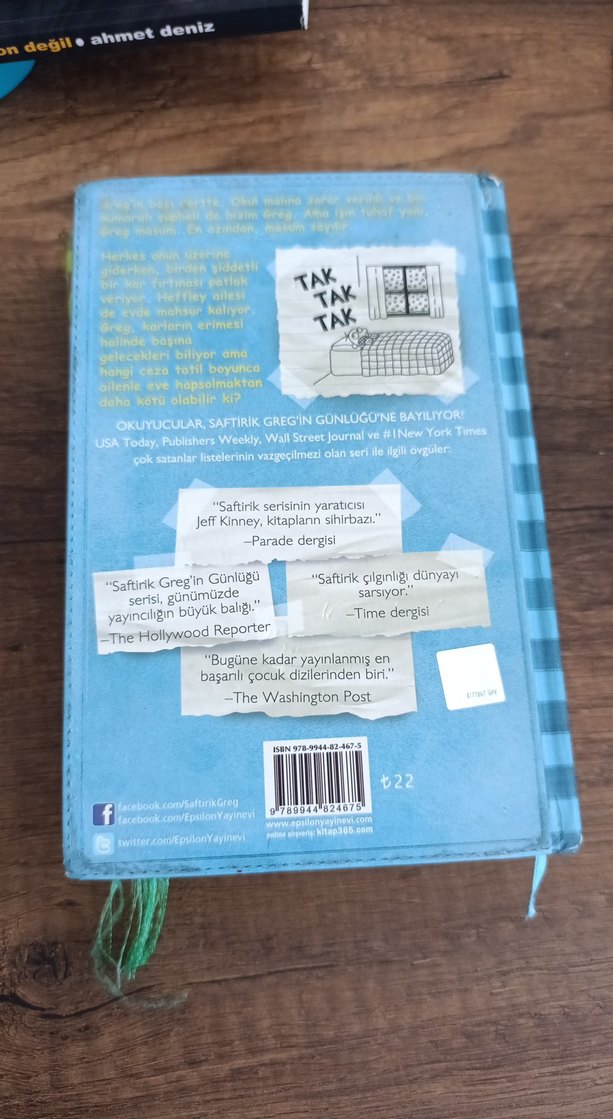 on değil • ahmet deniz
Greg'in başı dertte. Okul malına zarar verildi ve bir
numaralı şüpheli de bizim Greg. Ama işin tuhaf yanı,
Greg masum. En azından, masum sayılır.
Herkes onun üzerine
giderken, birden şiddetli
bir kar fırtınası patlak
veriyor. Heffley ailesi
de evde mahsur kalıyor.
Greg, karların erimesi
halinde başına
gelecekleri biliyor ama
hangi ceza tatil boyunca
ailenle eve hapsolmaktan
daha kötü olabilir ki?
TAK
TAK
TAK
OKUYUCULAR, SAFTİRİK GREG'İN GÜNLÜĞÜ'NE BAYILIYOR!
USA Today, Publishers Weekly, Wall Street Journal ve #1 New York Times
çok satanlar listelerinin vazgeçilmezi olan seri ile ilgili övgüler:
“Saftirik serisinin yaratıcısı
Jeff Kinney, kitapların sihirbazı.”
–Parade dergisi
“Saftirik Greg'in Günlüğü
serisi, günümüzde
yayıncılığın büyük balığı.”
–The Hollywood Reporter
“Saftirik çılgınlığı dünyayı
sarsıyor.”
–Time dergisi
“Bugüne kadar yayınlanmış en
başarılı çocuk dizilerinden biri.”
–The Washington Post
ISBN 978-9944-82-467-5
9 789944 824675
₺22
www.epsilonyayinevi.com
online alışveriş: kitap365.com
facebook.com/SaftirikGreg
facebook.com/EpsilonYayinevi
twitter.com/EpsilonYayinevi